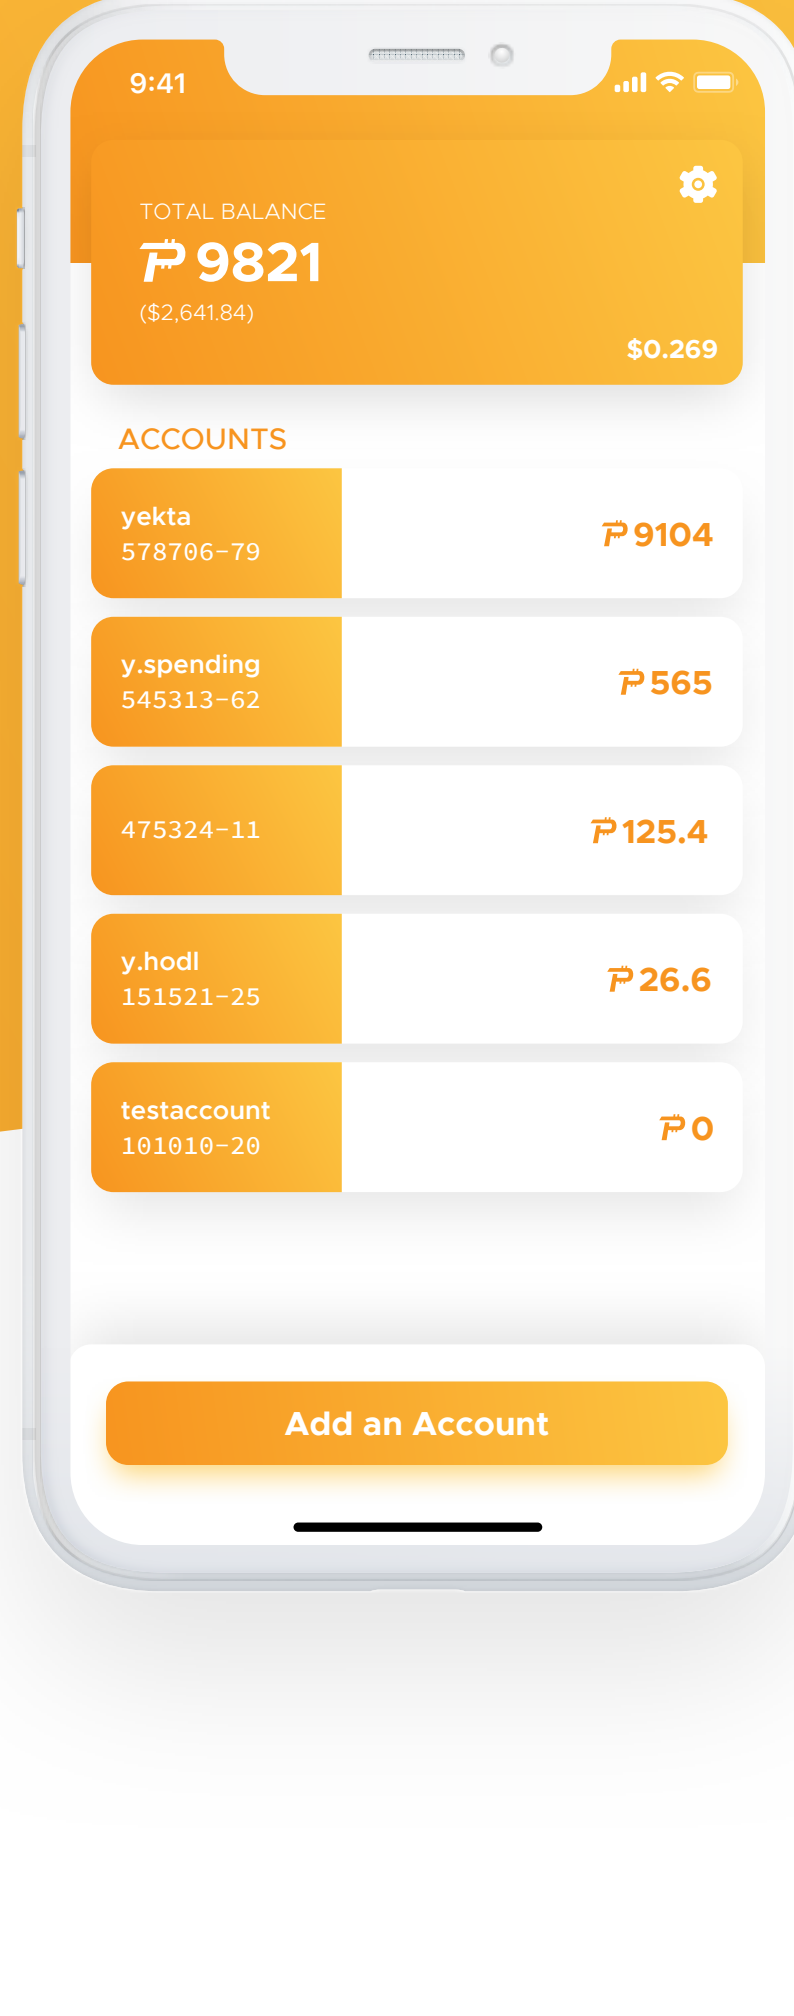 9:41
TOTAL BALANCE
9821
($2,641.84)
$0.269
ACCOUNTS
yekta
578706-79
9104
y.spending
545313-62
565
475324-11
125.4
y.hodl
151521-25
26.6
testaccount
101010-20
0
Add an Account